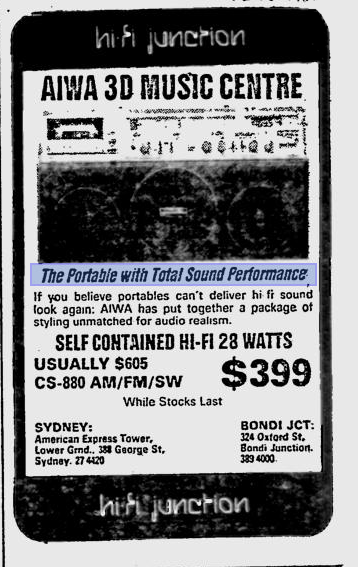 hi·fi junction
AIWA 3D MUSIC CENTRE
The Portable with Total Sound Performance
If you believe portables can't deliver hi fi sound
look again: AIWA has put together a package of
styling unmatched for audio realism.
SELF CONTAINED HI-FI 28 WATTS
USUALLY $605
CS-880 AM/FM/SW
$399
While Stocks Last
SYDNEY:
American Express Tower,
Lower Grnd., 388 George St,
Sydney. 27 4420
BONDI JCT:
324 Oxford St,
Bondi Junction.
389 4000.
hi·fi junction